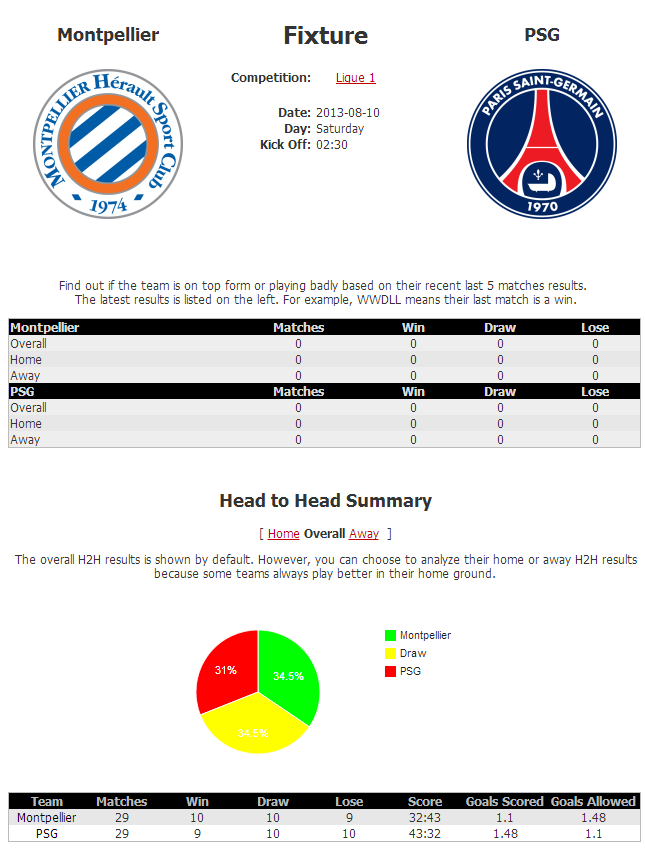 Montpellier Fixture PSG
MONTPELLIER Hérault Sport Club
1974
PARIS SAINT-GERMAIN
1970
Competition: Ligue 1
Date: 2013-08-10
Day: Saturday
Kick Off: 02:30
Find out if the team is on top form or playing badly based on their recent last 5 matches results.
The latest results is listed on the left. For example, WWDLL means their last match is a win.
Montpellier Matches Win Draw Lose
Overall 0 0 0 0
Home 0 0 0 0
Away 0 0 0 0
PSG Matches Win Draw Lose
Overall 0 0 0 0
Home 0 0 0 0
Away 0 0 0 0
Head to Head Summary
[ Home Overall Away ]
The overall H2H results is shown by default. However, you can choose to analyze their home or away H2H results
because some teams always play better in their home ground.
Montpellier
Draw
PSG
31% 34.5%
34.5%
Team Matches Win Draw Lose Score Goals Scored Goals Allowed
Montpellier 29 10 10 9 32:43 1.1 1.48
PSG 29 9 10 10 43:32 1.48 1.1